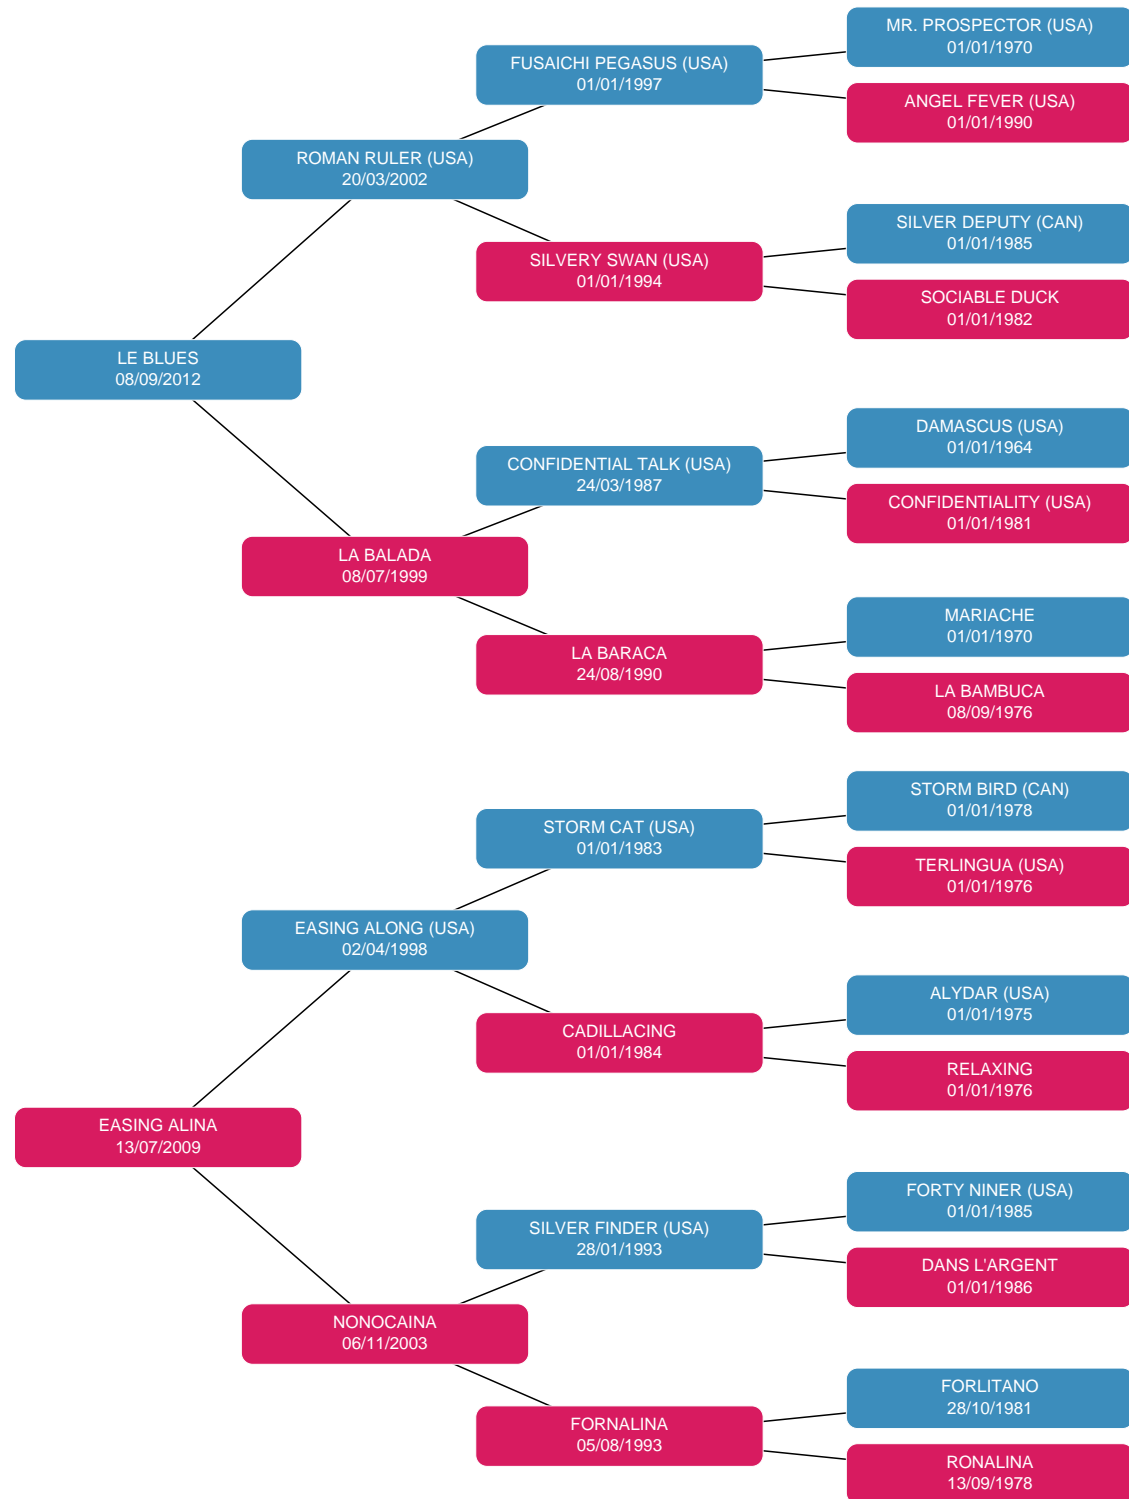 MR. PROSPECTOR (USA)
01/01/1970
FUSAICHI PEGASUS (USA)
01/01/1997
ANGEL FEVER (USA)
01/01/1990
ROMAN RULER (USA)
20/03/2002
SILVER DEPUTY (CAN)
01/01/1985
SILVERY SWAN (USA)
01/01/1994
SOCIABLE DUCK
01/01/1982
LE BLUES
08/09/2012
DAMASCUS (USA)
01/01/1964
CONFIDENTIAL TALK (USA)
24/03/1987
CONFIDENTIALITY (USA)
01/01/1981
LA BALADA
08/07/1999
MARIACHE
01/01/1970
LA BARACA
24/08/1990
LA BAMBUCA
08/09/1976
STORM BIRD (CAN)
01/01/1978
STORM CAT (USA)
01/01/1983
TERLINGUA (USA)
01/01/1976
EASING ALONG (USA)
02/04/1998
ALYDAR (USA)
01/01/1975
CADILLACING
01/01/1984
RELAXING
01/01/1976
EASING ALINA
13/07/2009
FORTY NINER (USA)
01/01/1985
SILVER FINDER (USA)
28/01/1993
DANS L'ARGENT
01/01/1986
NONOCAINA
06/11/2003
FORLITANO
28/10/1981
FORNALINA
05/08/1993
RONALINA
13/09/1978